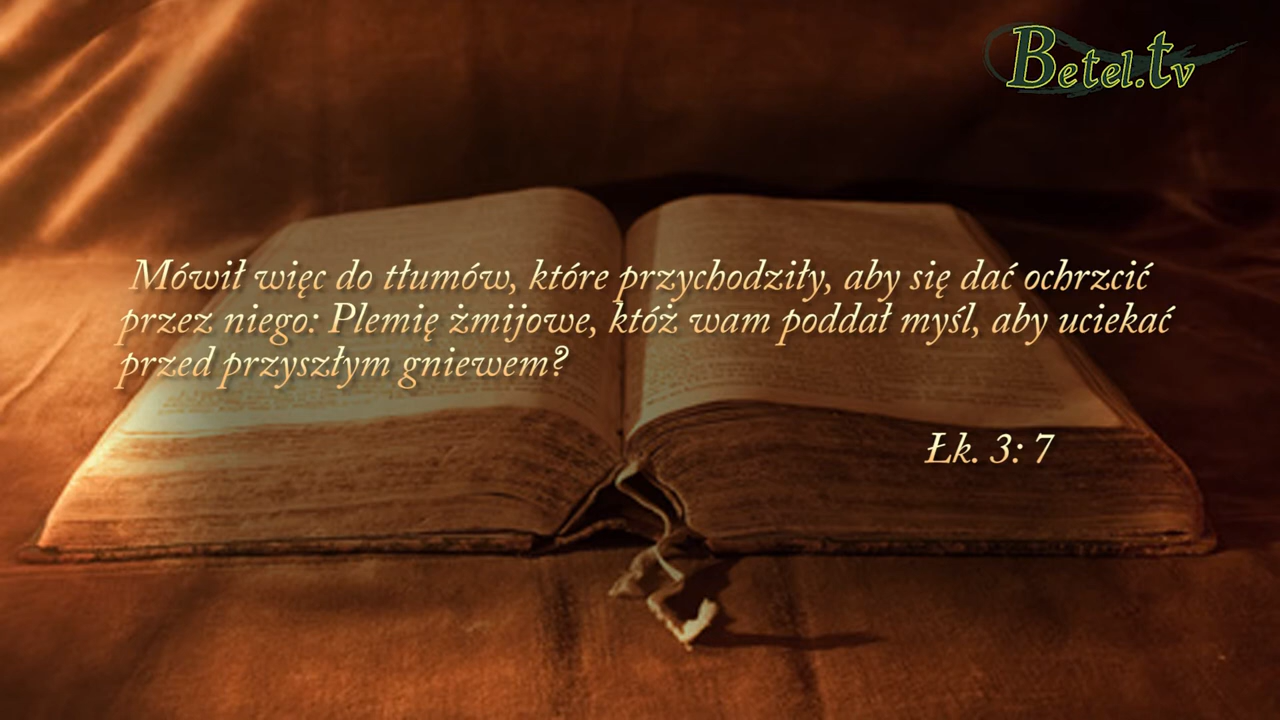 Betel.tv
Mówił więc do tłumów, które przychodziły, aby się dać ochrzcić
przez niego: Plemię żmijowe, któż wam poddał myśl, aby uciekać
przed przyszłym gniewem?
Łk. 3: 7